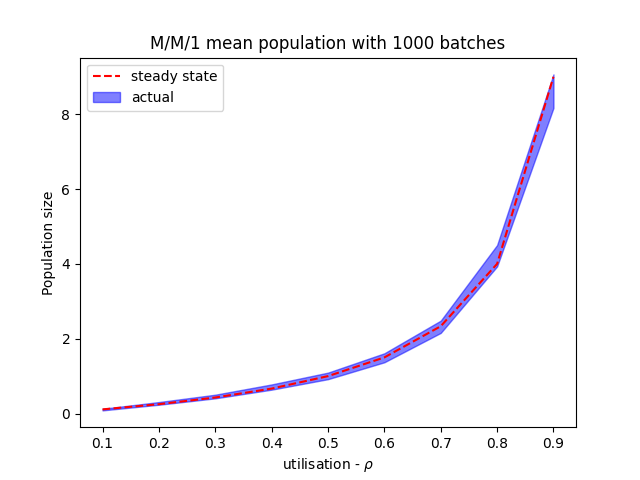 M/M/1 mean population with 1000 batches
steady state
actual
Population size
8
6
4
2
0
0.1 0.2 0.3 0.4 0.5 0.6 0.7 0.8 0.9
utilisation - ρ